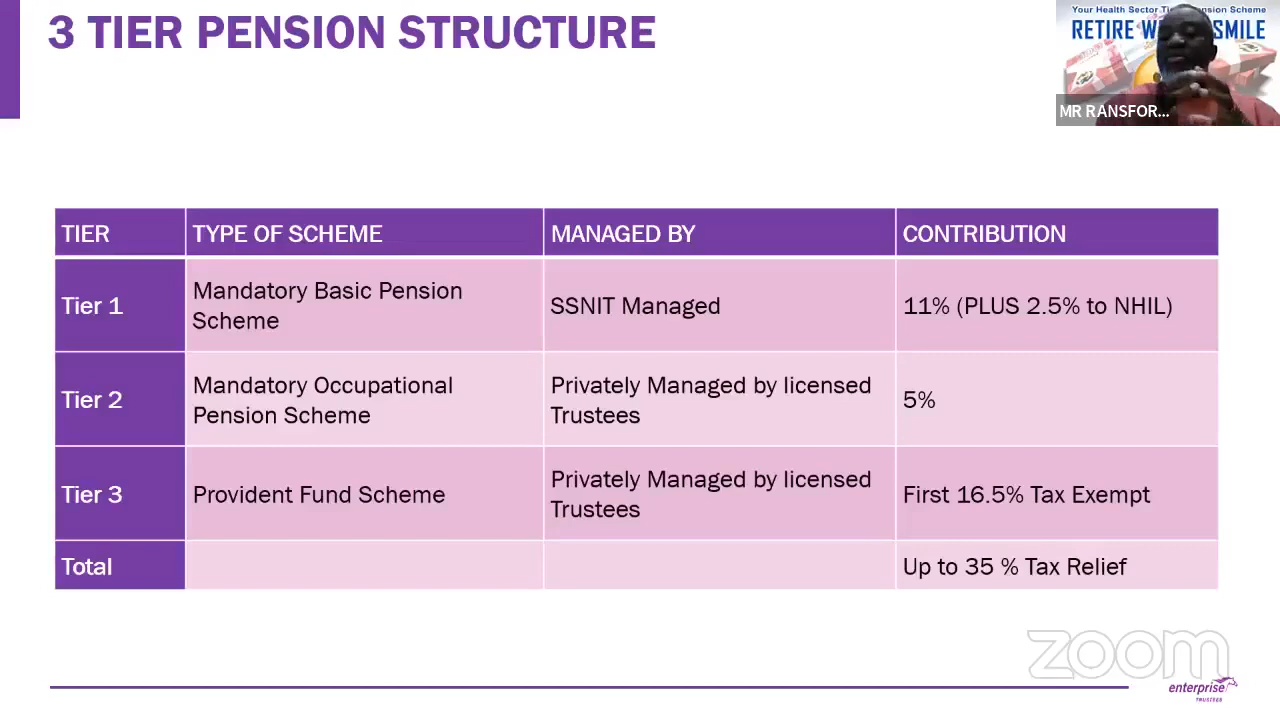 3 TIER PENSION STRUCTURE
Your Health Sector Pension Scheme
RETIRE SMILE
MR RANSFOR...
TIER TYPE OF SCHEME MANAGED BY CONTRIBUTION
Tier 1 Mandatory Basic Pension Scheme SSNIT Managed 11% (PLUS 2.5% to NHIL)
Tier 2 Mandatory Occupational Pension Scheme Privately Managed by licensed Trustees 5%
Tier 3 Provident Fund Scheme Privately Managed by licensed Trustees First 16.5% Tax Exempt
Total Up to 35 % Tax Relief
zoom
enterprise
TRUSTEES